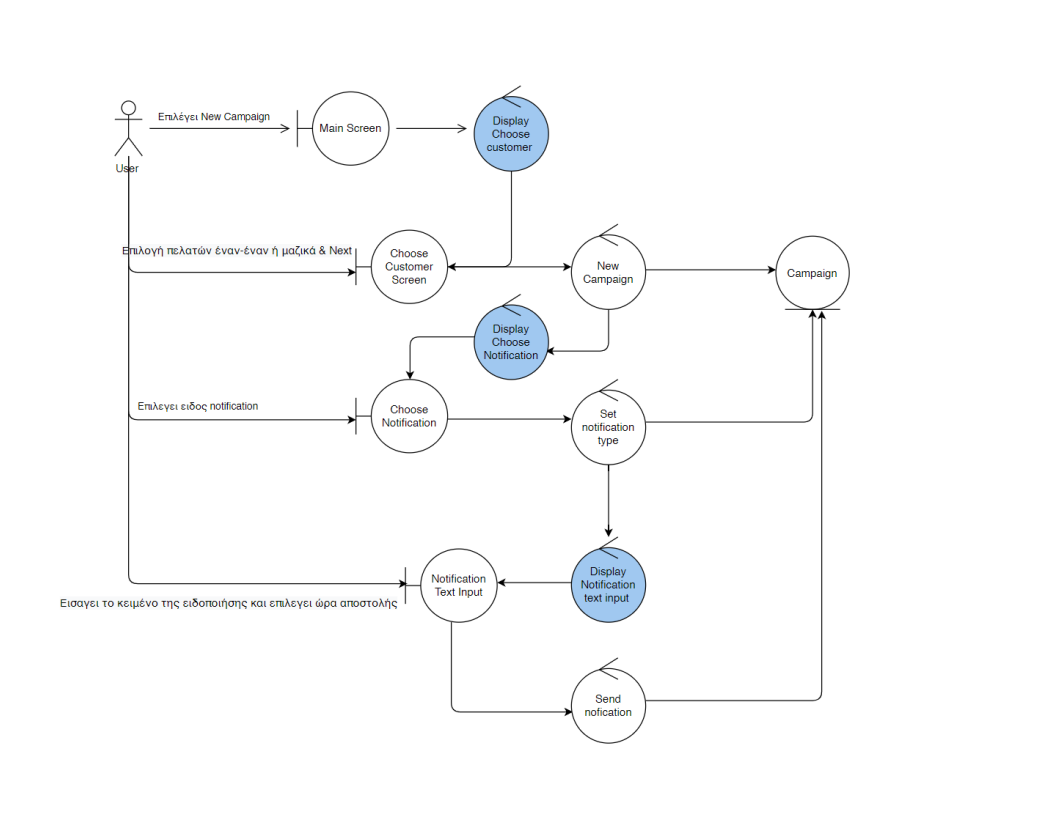 Επιλέγει New Campaign
Main Screen
Display
Choose
customer
User
Επιλογή πελατών έναν-έναν ή μαζικά & Next
Choose
Customer
Screen
New
Campaign
Campaign
Display
Choose
Notification
Επιλεγει ειδος notification
Choose
Notification
Set
notification
type
Notification
Text Input
Display
Notification
text input
Εισαγει το κειμένο της ειδοποιήσης και επιλεγει ώρα αποστολής
Send
nofication